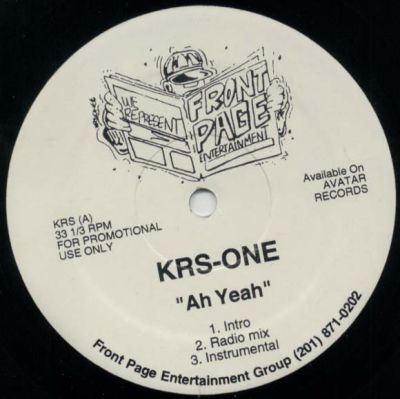 WE
REPRESENT
FRONT
PAGE
ENTERTAINMENT
KRS (A)
33 1/3 RPM
FOR PROMOTIONAL
USE ONLY
Available On
AVATAR
RECORDS
KRS-ONE
"Ah Yeah"
1. Intro
2. Radio mix
3. Instrumental
Front Page Entertainment Group (201) 871-0202